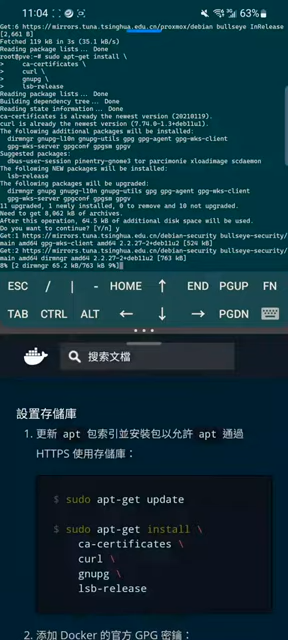 11:04
63%
Get:6 https://mirrors.tuna.tsinghua.edu.cn/proxmox/debian bullseye InRelease
[2,661 B]
Fetched 119 kB in 3s (35.1 kB/s)
Reading package lists... Done
root@pve:~# sudo apt-get install \
>     ca-certificates \
>     curl \
>     gnupg \
>     lsb-release
Reading package lists... Done
Building dependency tree... Done
Reading state information... Done
ca-certificates is already the newest version (20210119).
curl is already the newest version (7.74.0-1.3+deb11u1).
The following additional packages will be installed:
  dirmngr gnupg-l10n gnupg-utils gpg gpg-agent gpg-wks-client
  gpg-wks-server gpgconf gpgsm gpgv
Suggested packages:
  dbus-user-session pinentry-gnome3 tor parcimonie xloadimage scdaemon
The following NEW packages will be installed:
  lsb-release
The following packages will be upgraded:
  dirmngr gnupg gnupg-l10n gnupg-utils gpg gpg-agent gpg-wks-client
  gpg-wks-server gpgconf gpgsm gpgv
11 upgraded, 1 newly installed, 0 to remove and 10 not upgraded.
Need to get 8,062 kB of archives.
After this operation, 64.5 kB of additional disk space will be used.
Do you want to continue? [Y/n] y
Get:1 https://mirrors.tuna.tsinghua.edu.cn/debian-security bullseye-security/
main amd64 gpg-wks-client amd64 2.2.27-2+deb11u2 [524 kB]
Get:2 https://mirrors.tuna.tsinghua.edu.cn/debian-security bullseye-security/
main amd64 dirmngr amd64 2.2.27-2+deb11u2 [763 kB]
8% [2 dirmngr 65.2 kB/763 kB 9%]
ESC / | - HOME ↑ END PGUP FN
TAB CTRL ALT ← ↓ → PGDN
搜索文檔
設置存儲庫
1. 更新 apt 包索引並安裝包以允許 apt 通過
HTTPS 使用存儲庫：
$ sudo apt-get update
$ sudo apt-get install \
ca-certificates \
curl \
gnupg \
lsb-release
2. 添加 Docker 的官方 GPG 密鑰：